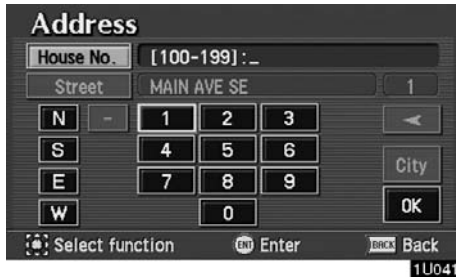 Address
House No. [100-199]:_
Street MAIN AVE SE 1
N - 1 2 3
S 4 5 6
City
E 7 8 9
W 0 OK
Select function ENT Enter BACK Back
1U041